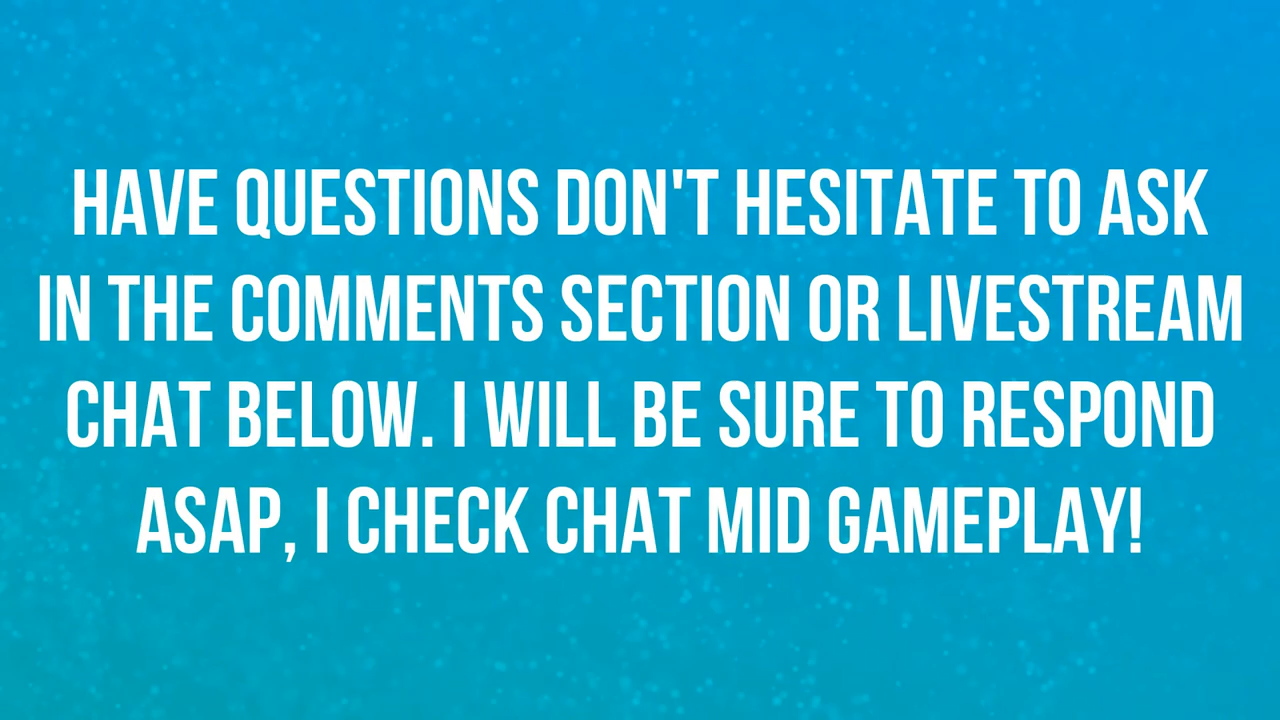 HAVE QUESTIONS DON'T HESITATE TO ASK
IN THE COMMENTS SECTION OR LIVESTREAM
CHAT BELOW. I WILL BE SURE TO RESPOND
ASAP, I CHECK CHAT MID GAMEPLAY!